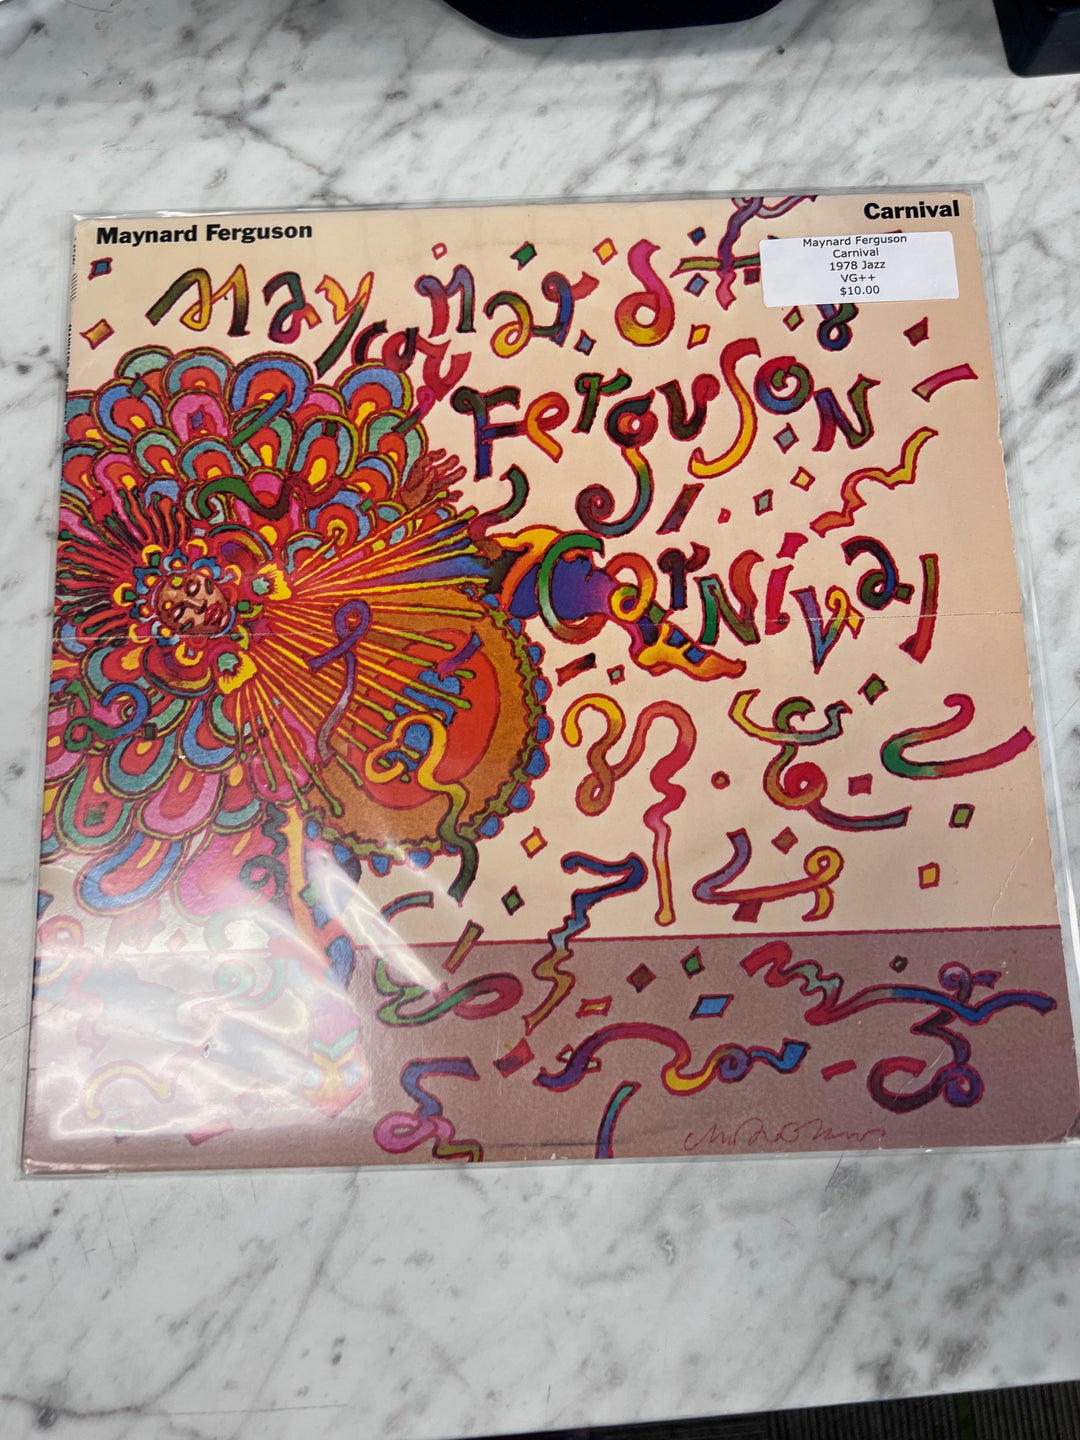 Maynard Ferguson
Carnival
Maynard Ferguson
Carnival
1978 Jazz
VG++
$10.00
Maynard
Ferguson
Carnival